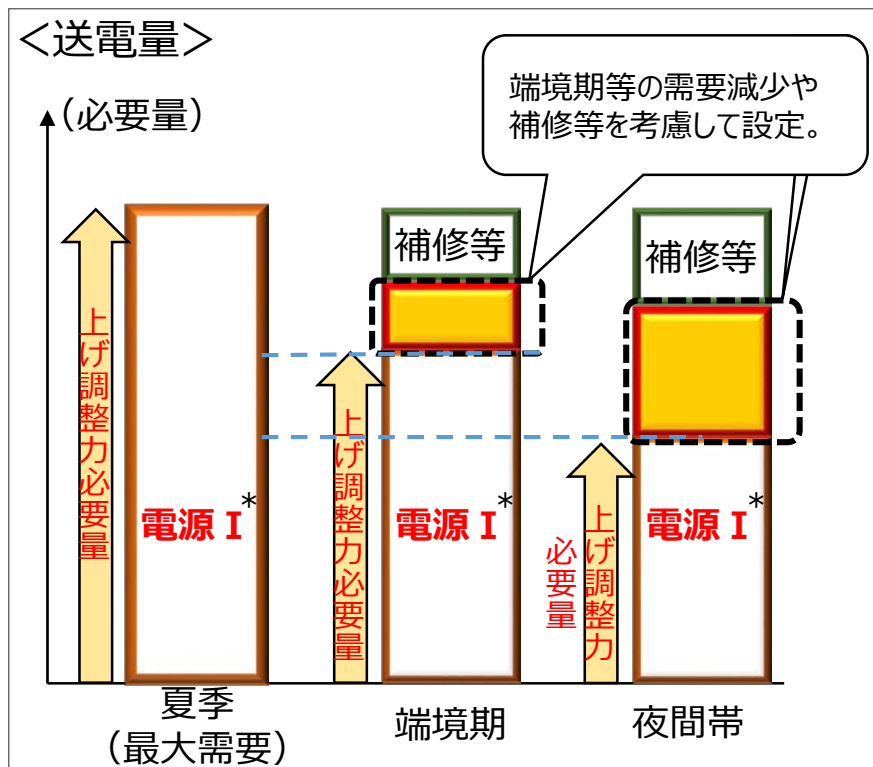 ＜送電量＞
（必要量）
端境期等の需要減少や
補修等を考慮して設定。
上げ調整力必要量
電源Ⅰ*
補修等
上げ調整力必要量
電源Ⅰ*
補修等
上げ調整力
必要量
電源Ⅰ*
夏季
（最大需要）
端境期
夜間帯